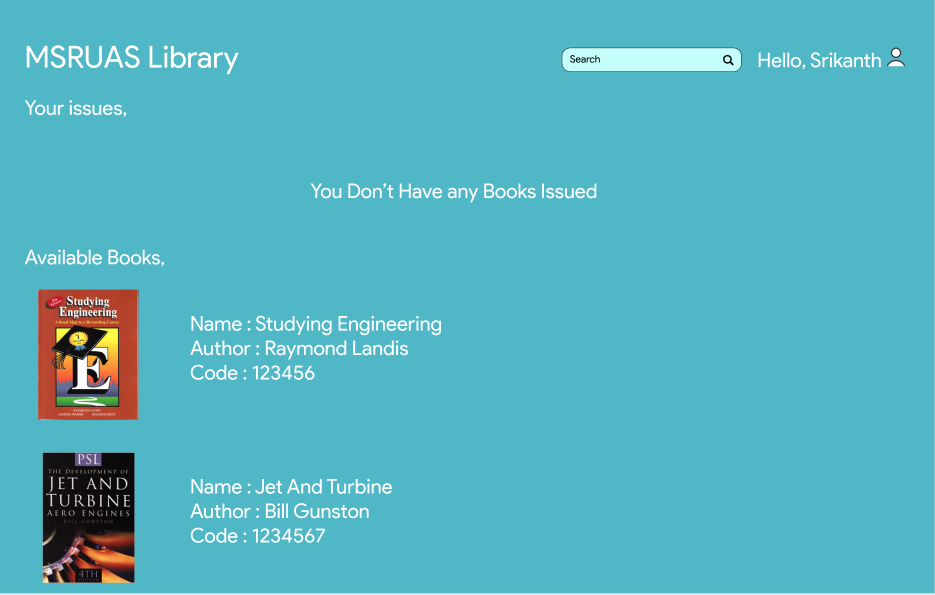 MSRUAS Library
Search
Hello, Srikanth
Your issues,
You Don’t Have any Books Issued
Available Books,
Studying
Engineering
A Road Map to a Rewarding Career
E
Name : Studying Engineering
Author : Raymond Landis
Code : 123456
PSL
THE DEVELOPMENT OF
JET AND
TURBINE
AERO ENGINES
BILL GUNSTON
4TH
Name : Jet And Turbine
Author : Bill Gunston
Code : 1234567